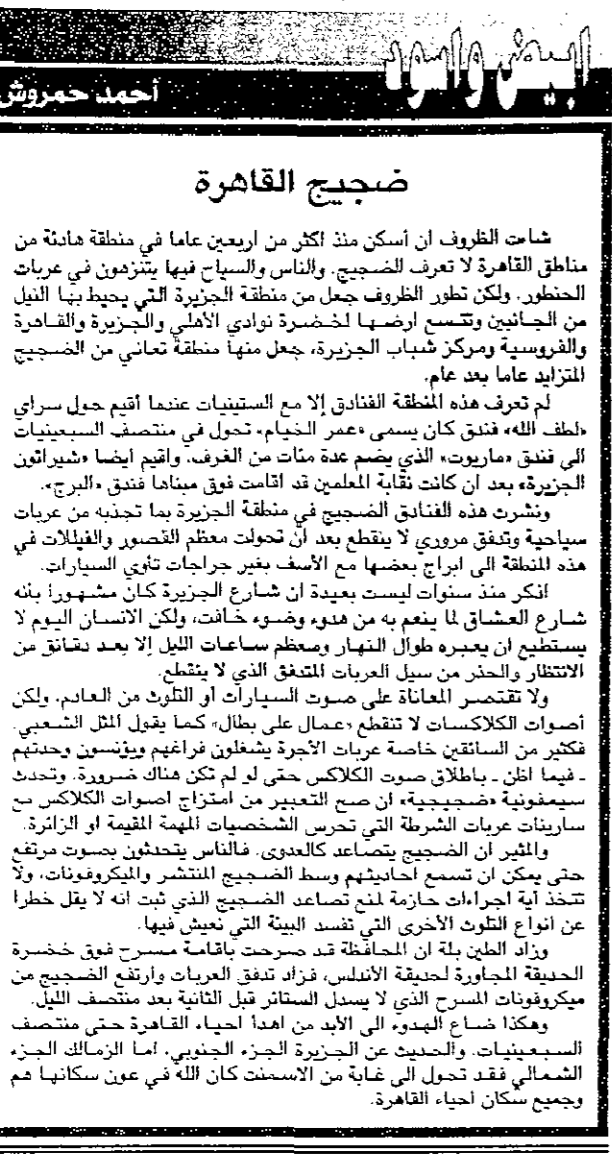 ابيض واسود
أحمد حمروش
ضجيج القاهرة
شاءت الظروف ان أسكن منذ اكثر من اربعين عاما في منطقة هادئة من
مناطق القاهرة لا تعرف الضجيج. والناس والسياح فيها يتنزهون في عربات
الحنطور. ولكن تطور الظروف جعل من منطقة الجزيرة التي يحيط بها النيل
من الجانبين وتتسع ارضها لخضرة نوادي الأهلي والجزيرة والقاهرة
والفروسية ومركز شباب الجزيرة، جعل منها منطقة تعاني من الضجيج
المتزايد عاما بعد عام.
لم تعرف هذه المنطقة الفنادق إلا مع الستينيات عندما أقيم حول سراي
«لطف الله» فندق كان يسمى «عمر الخيام» تحول في منتصف السبعينيات
الى فندق «ماريوت» الذي يضم عدة مئات من الغرف. واقيم ايضا «شيراتون
الجزيرة» بعد ان كانت نقابة المعلمين قد اقامت فوق مبناها فندق «البرج».
ونشرت هذه الفنادق الضجيج في منطقة الجزيرة بما تجذبه من عربات
سياحية وتدفق مروري لا ينقطع بعد أن تحولت معظم القصور والفيللات في
هذه المنطقة الى ابراج بعضها مع الأسف بغير جراجات تأوي السيارات.
اذكر منذ سنوات ليست بعيدة ان شارع الجزيرة كان مشهورا بأنه
شارع العشاق لما ينعم به من هدوء وضوء خافت، ولكن الانسان اليوم لا
يستطيع ان يعبره طوال النهار ومعظم ساعات الليل إلا بعد دقائق من
الانتظار والحذر من سيل العربات المتدفق الذي لا ينقطع.
ولا تقتصر المعاناة على صوت السيارات أو التلوث من العادم. ولكن
أصوات الكلاكسات لا تنقطع «عمال على بطال» كما يقول المثل الشعبي.
فكثير من السائقين خاصة عربات الأجرة يشغلون فراغهم ويؤنسون وحدتهم
- فيما اظن - باطلاق صوت الكلاكس حتى لو لم تكن هناك ضرورة. وتحدث
سيمفونية «ضجيجية» ان صح التعبير من امتزاج اصوات الكلاكس مع
سارينات عربات الشرطة التي تحرس الشخصيات المهمة المقيمة او الزائرة.
والمثير ان الضجيج يتصاعد كالعدوى. فالناس يتحدثون بصوت مرتفع
حتى يمكن ان تسمع احاديثهم وسط الضجيج المنتشر والميكروفونات، ولا
تتخذ أية اجراءات حازمة لمنع تصاعد الضجيج الذي ثبت انه لا يقل خطرا
عن انواع التلوث الأخرى التي تفسد البيئة التي نعيش فيها.
وزاد الطين بلة ان المحافظة قد صرحت باقامة مسرح فوق خضرة
الحديقة المجاورة لحديقة الأندلس، فزاد تدفق العربات وارتفع الضجيج من
ميكروفونات المسرح الذي لا يسدل الستائر قبل الثانية بعد منتصف الليل.
وهكذا ضاع الهدوء الى الأبد من اهدأ احياء القاهرة حتى منتصف
السبعينيات. والحديث عن الجزيرة الجزء الجنوبي. اما الزمالك الجزء
الشمالي فقد تحول الى غابة من الاسمنت كان الله في عون سكانها هم
وجميع سكان أحياء القاهرة.